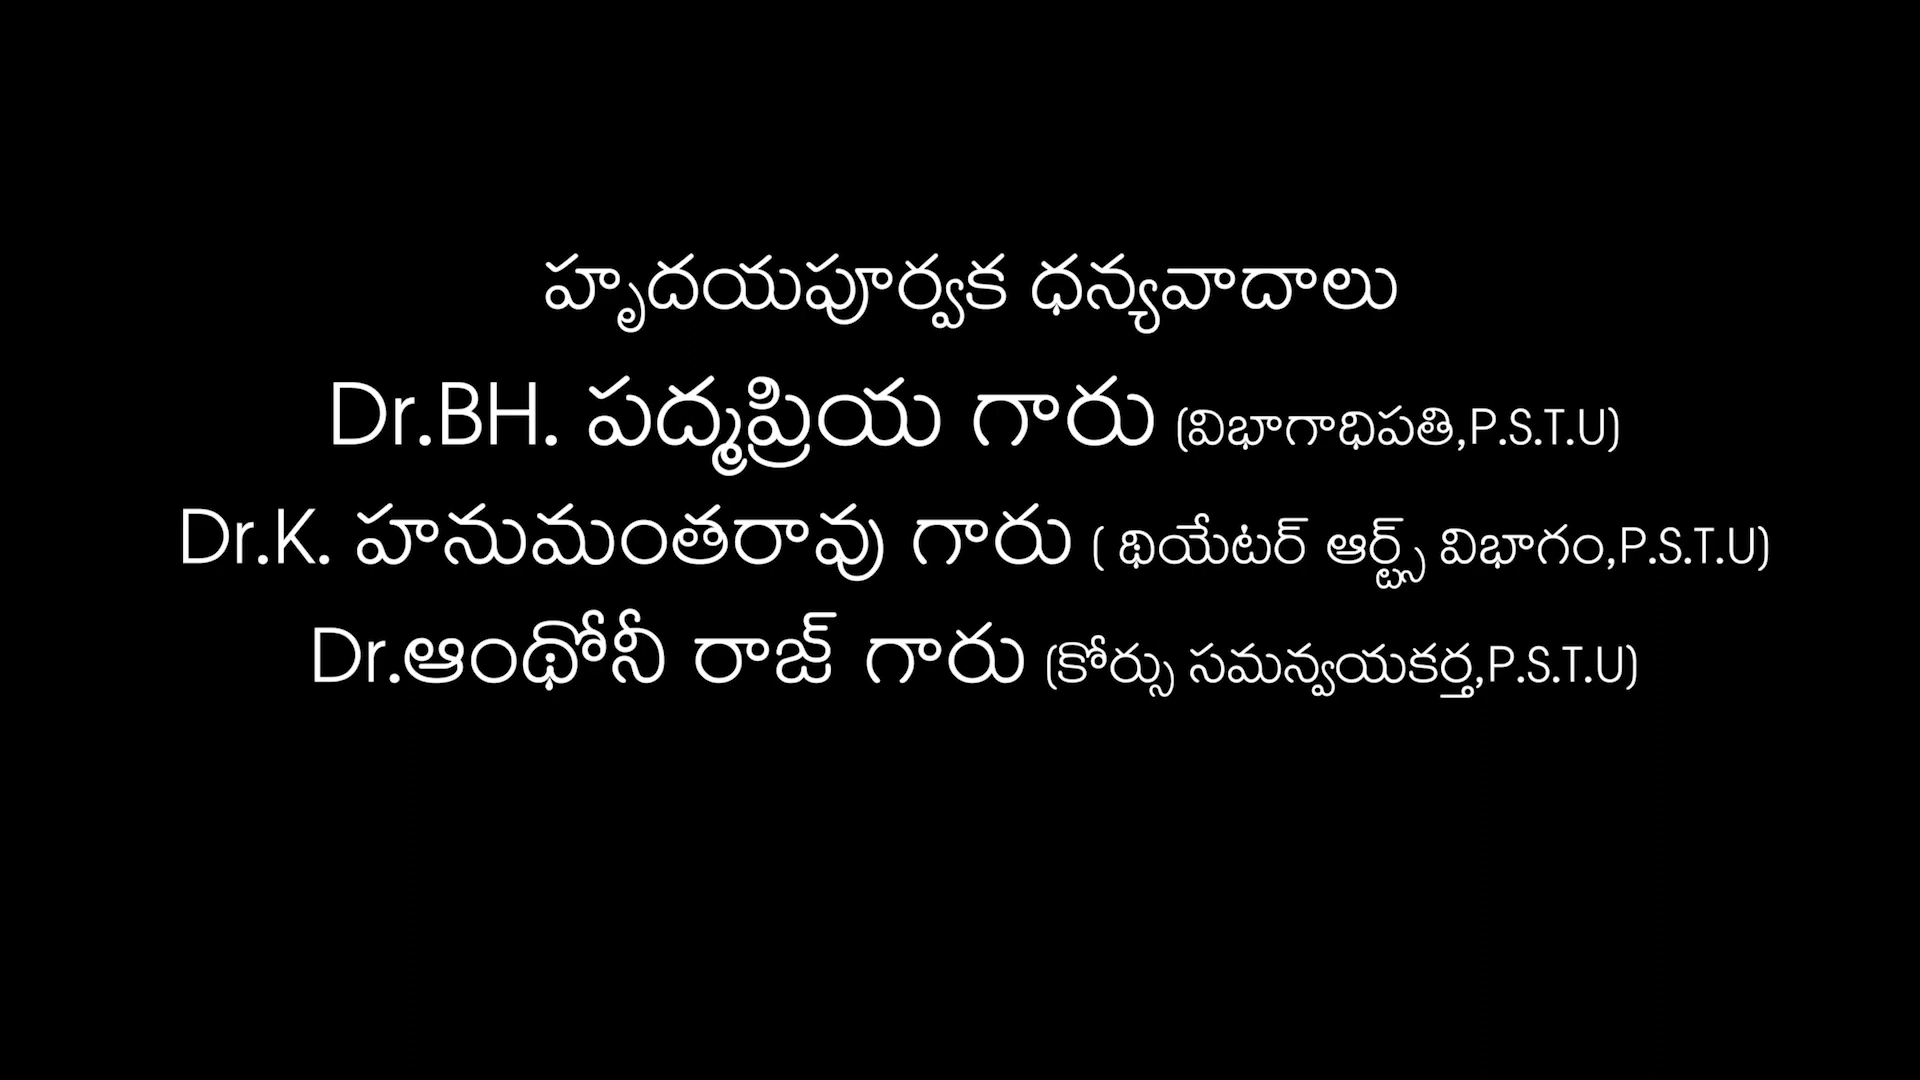 హృదయపూర్వక ధన్యవాదాలు
Dr.BH. పద్మప్రియ గారు (విభాగాధిపతి,P.S.T.U)
Dr.K. హనుమంతరావు గారు ( థియేటర్ ఆర్ట్స్ విభాగం,P.S.T.U)
Dr.ఆంథోనీ రాజ్ గారు (కోర్సు సమన్వయకర్త,P.S.T.U)